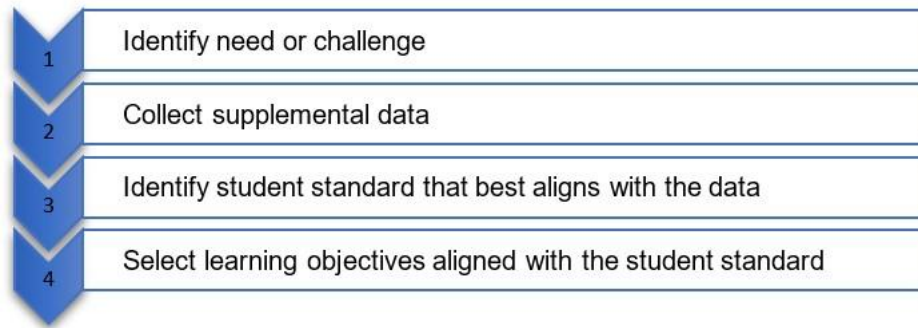 1 Identify need or challenge
2 Collect supplemental data
3 Identify student standard that best aligns with the data
4 Select learning objectives aligned with the student standard